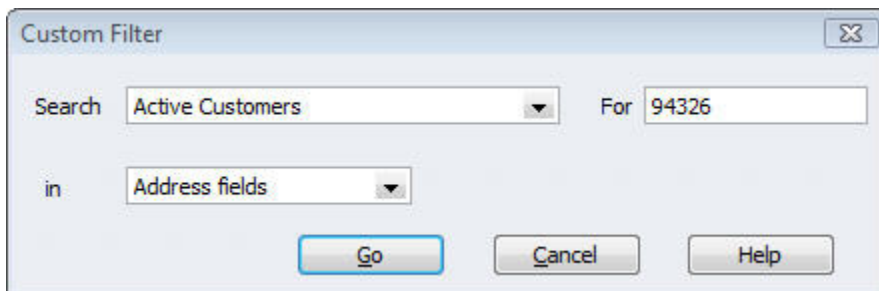 Custom Filter
Search Active Customers For 94326
in Address fields
Go Cancel Help